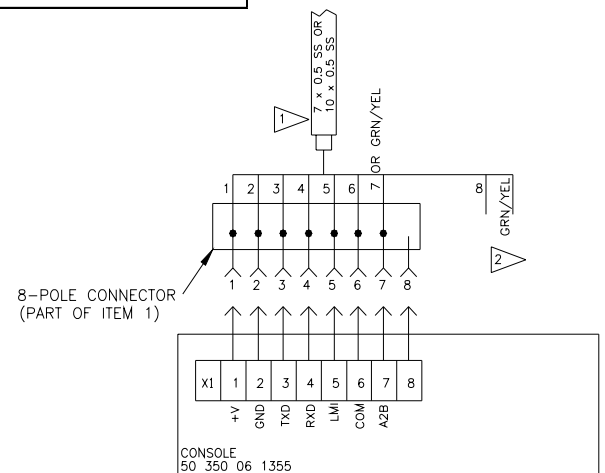 7 x 0.5 SS OR
10 x 0.5 SS
1
1 2 3 4 5 6 7 OR GRN/YEL 8 GRN/YEL
2
1 2 3 4 5 6 7 8
8-POLE CONNECTOR
(PART OF ITEM 1)
X1 1 2 3 4 5 6 7 8
+V GND TXD RXD LMI COM A2B
CONSOLE
50 350 06 1355